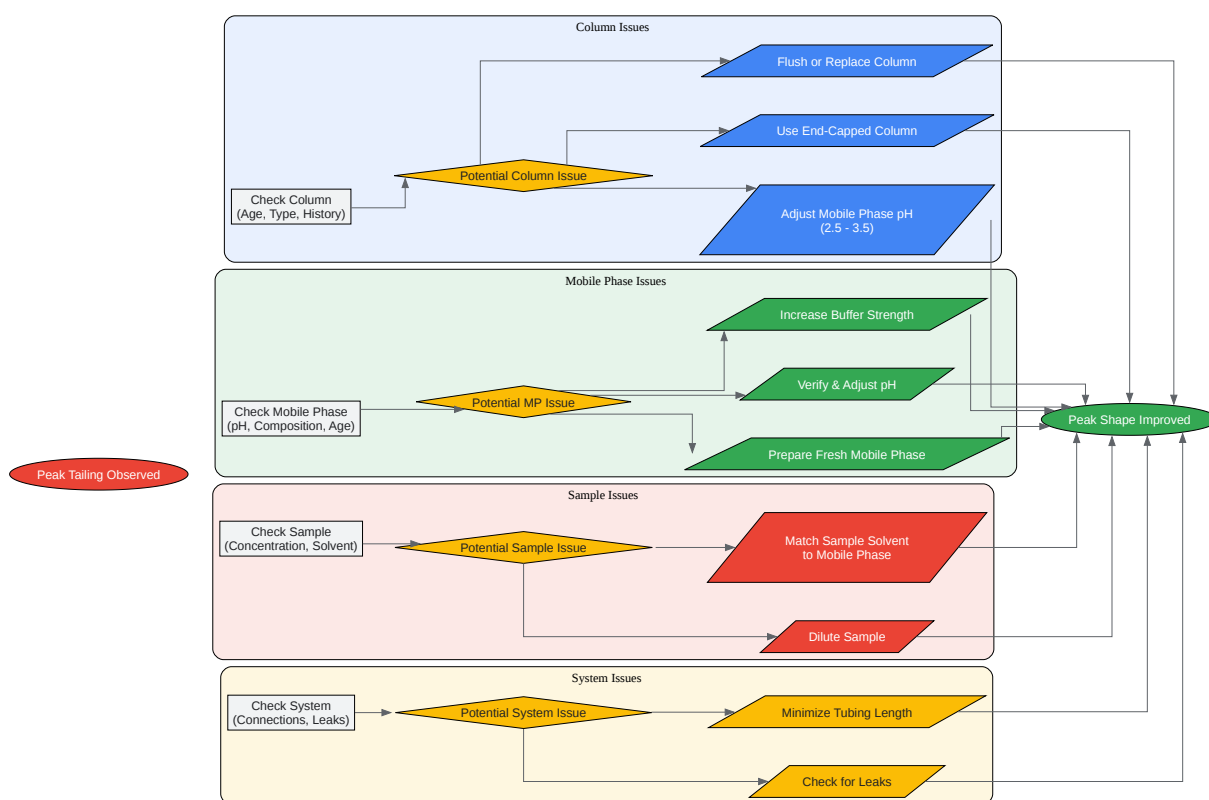 Column Issues
Flush or Replace Column
Use End-Capped Column
Potential Column Issue
Check Column
(Age, Type, History)
Adjust Mobile Phase pH
(2.5 - 3.5)
Mobile Phase Issues
Increase Buffer Strength
Verify & Adjust pH
Potential MP Issue
Check Mobile Phase
(pH, Composition, Age)
Peak Shape Improved
Prepare Fresh Mobile Phase
Peak Tailing Observed
Sample Issues
Check Sample
(Concentration, Solvent)
Potential Sample Issue
Match Sample Solvent
to Mobile Phase
Dilute Sample
System Issues
Check System
(Connections, Leaks)
Potential System Issue
Minimize Tubing Length
Check for Leaks